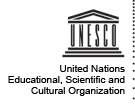 UNESCO
United Nations
Educational, Scientific and
Cultural Organization